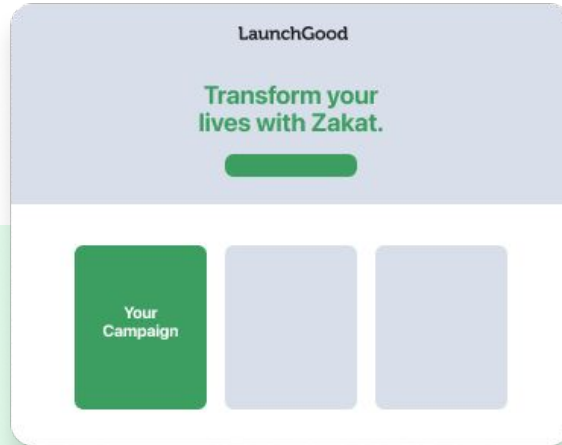 LaunchGood
Transform your
lives with Zakat.
Your
Campaign